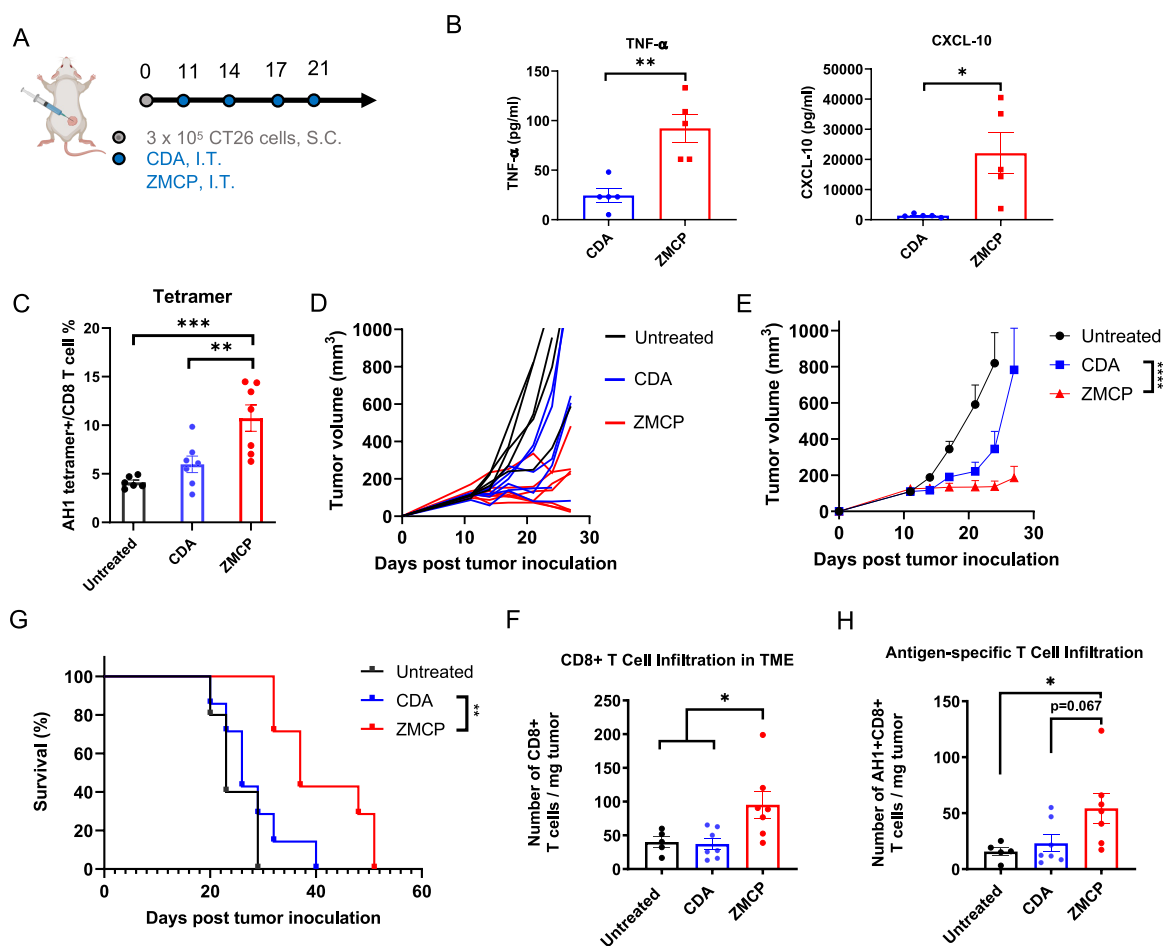 A
0 11 14 17 21
3 x 10⁵ CT26 cells, S.C.
CDA, I.T.
ZMCP, I.T.
B
TNF-α
**
TNF-α (pg/ml)
150
100
50
0
CDA
ZMCP
CXCL-10
*
CXCL-10 (pg/ml)
50000
40000
30000
20000
10000
0
CDA
ZMCP
C
Tetramer
***
**
AH1 tetramer+/CD8 T cell %
20
15
10
5
0
Untreated
CDA
ZMCP
D
Tumor volume (mm³)
1000
800
600
400
200
0
0 10 20 30
Days post tumor inoculation
Untreated
CDA
ZMCP
E
Tumor volume (mm³)
1000
800
600
400
200
0
0 10 20 30
Days post tumor inoculation
Untreated
CDA
ZMCP
****
G
Survival (%)
100
80
60
40
20
0
0 20 40 60
Days post tumor inoculation
Untreated
CDA
ZMCP
**
F
CD8+ T Cell Infiltration in TME
*
Number of CD8+
T cells / mg tumor
250
200
150
100
50
0
Untreated
CDA
ZMCP
H
Antigen-specific T Cell Infiltration
*
p=0.067
Number of AH1+CD8+
T cells / mg tumor
150
100
50
0
Untreated
CDA
ZMCP